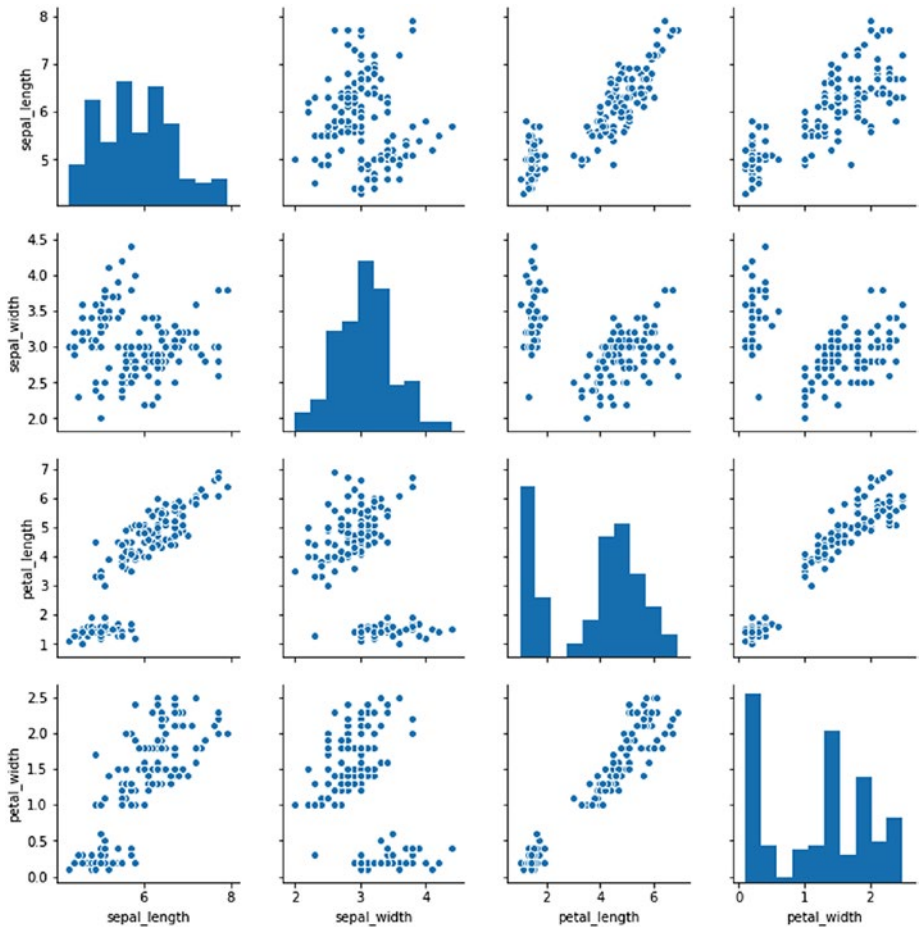 sepal_length
8
7
6
5
sepal_width
4.5
4.0
3.5
3.0
2.5
2.0
petal_length
7
6
5
4
3
2
1
petal_width
2.5
2.0
1.5
1.0
0.5
0.0
6 8
sepal_length
2 3 4
sepal_width
2 4 6
petal_length
0 1 2
petal_width